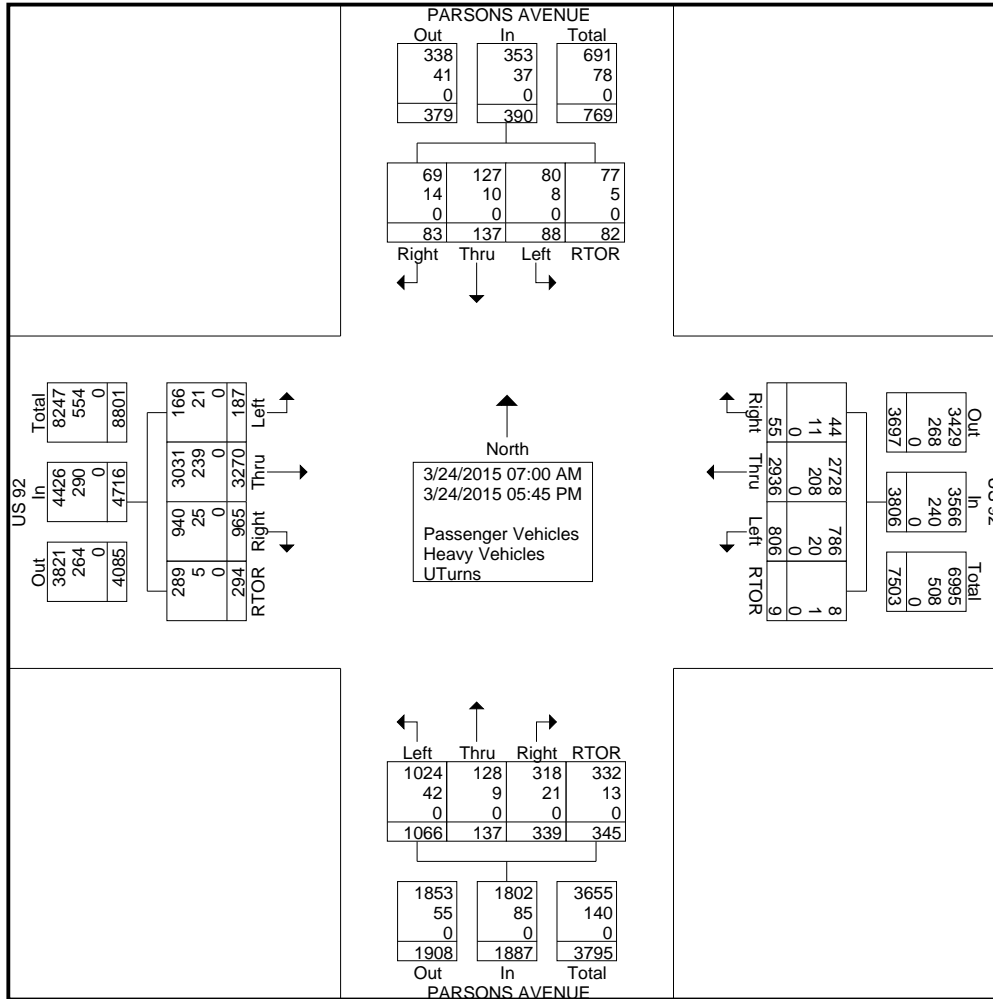 PARSONS AVENUE
Out In Total
338 353 691
41 37 78
0 0 0
379 390 769
69 127 80 77
14 10 8 5
0 0 0 0
83 137 88 82
Right Thru Left RTOR
US 92
Total In Out
8247 4426 3821
554 290 264
0 0
8801 4716 4085
166 3031 940 289
21 239 25 5
0 0 0 0
187 3270 965 294
Left Thru Right RTOR
North
3/24/2015 07:00 AM
3/24/2015 05:45 PM
Passenger Vehicles
Heavy Vehicles
UTurns
Out In Total
3429 3566 6995
268 240 508
0 0 0
3697 3806 7503
44 2728 786 8
11 208 20 1
0 0 0 0
55 2936 806 9
Right Thru Left RTOR
Left Thru Right RTOR
1024 128 318 332
42 9 21 13
0 0 0 0
1066 137 339 345
1853 1802 3655
55 85 140
0 0 0
1908 1887 3795
Out In Total
PARSONS AVENUE